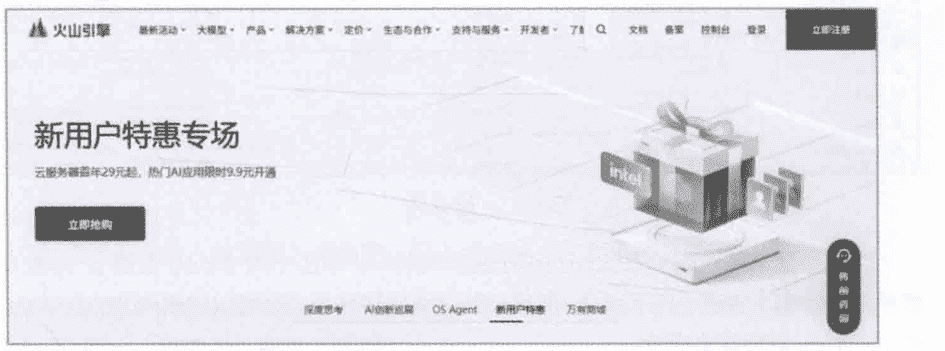 火山引擎 最新活动 大模型 产品 解决方案 定价 生态与合作 支持与服务 开发者 了 文档 备案 控制台 登录 立即注册
新用户特惠专场
云服务器首年29元起，热门AI应用限时9.9元开通
intel
立即抢购
售前咨询
深度思考 AI创新巡展 OS Agent 新用户特惠 万有商城